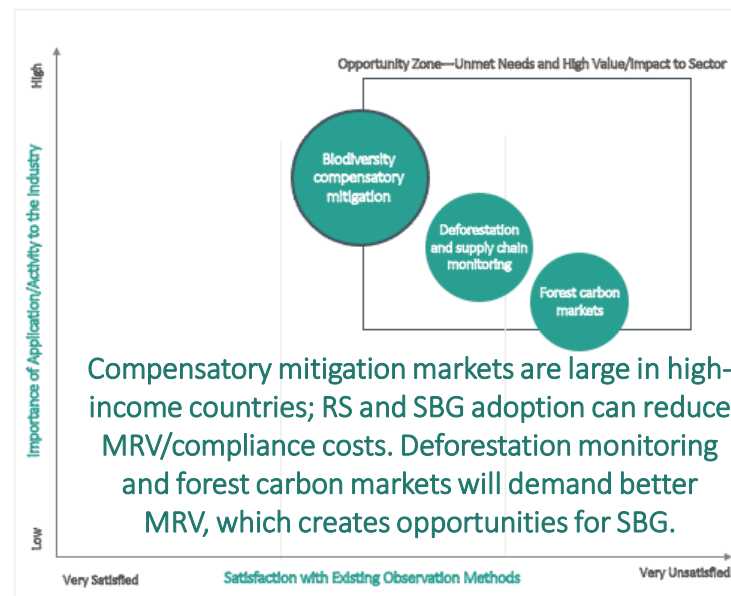 Opportunity Zone—Unmet Needs and High Value/Impact to Sector
High
Importance of Application/Activity to the Industry
Low
Biodiversity
compensatory
mitigation
Deforestation
and supply chain
monitoring
Forest carbon
markets
Compensatory mitigation markets are large in high-
income countries; RS and SBG adoption can reduce
MRV/compliance costs. Deforestation monitoring
and forest carbon markets will demand better
MRV, which creates opportunities for SBG.
Very Satisfied
Satisfaction with Existing Observation Methods
Very Unsatisfied